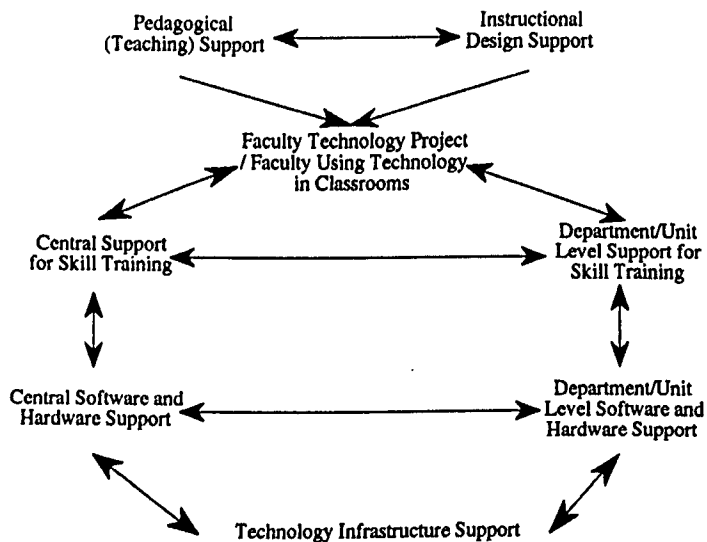 Pedagogical
(Teaching) Support
Instructional
Design Support
Faculty Technology Project
/ Faculty Using Technology
in Classrooms
Central Support
for Skill Training
Department/Unit
Level Support for
Skill Training
Central Software and
Hardware Support
Department/Unit
Level Software and
Hardware Support
Technology Infrastructure Support